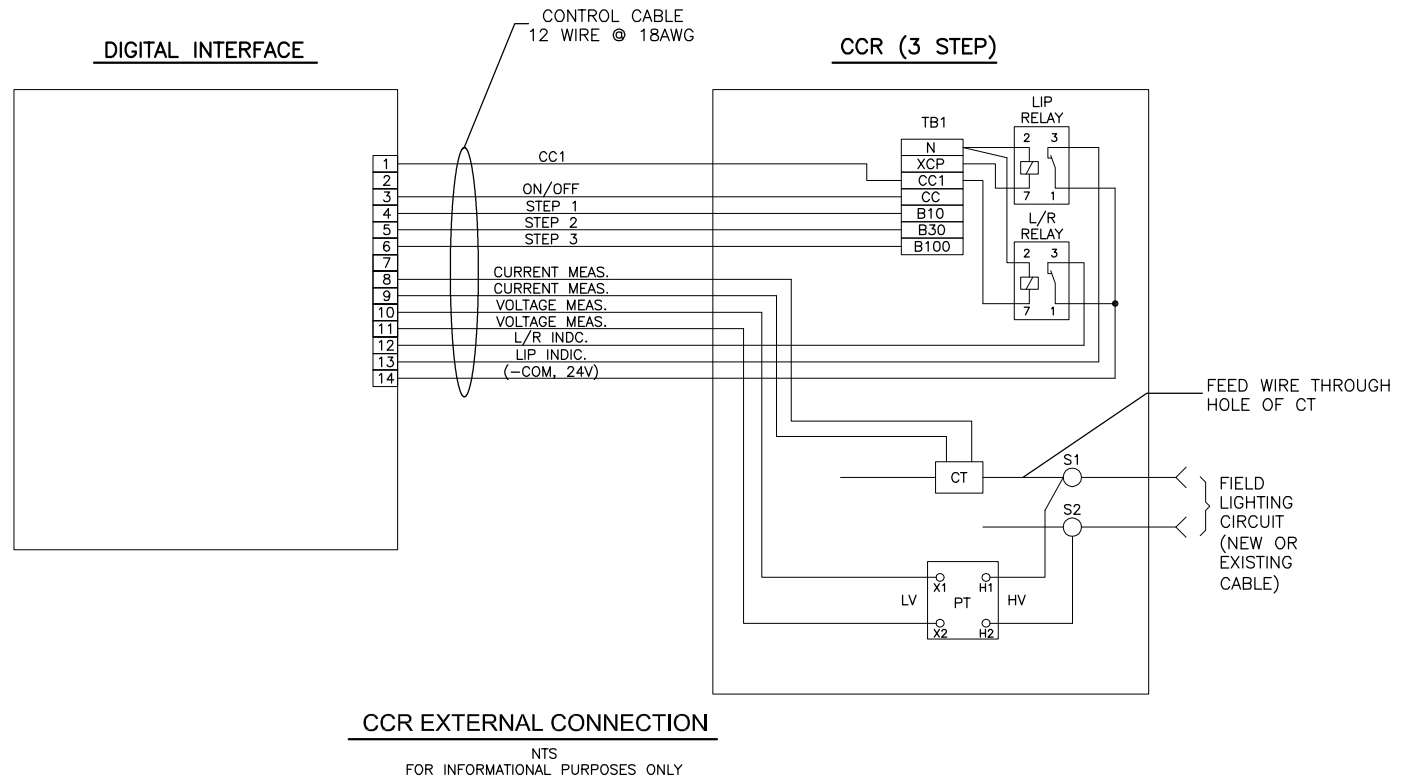 CONTROL CABLE
12 WIRE @ 18AWG
DIGITAL INTERFACE
CCR (3 STEP)
1
2
3
4
5
6
7
8
9
10
11
12
13
14
CC1
ON/OFF
STEP 1
STEP 2
STEP 3
CURRENT MEAS.
CURRENT MEAS.
VOLTAGE MEAS.
VOLTAGE MEAS.
L/R INDC.
LIP INDIC.
(-COM, 24V)
TB1
N
XCP
CC1
CC
B10
B30
B100
LIP
RELAY
2 3
7 1
L/R
RELAY
2 3
7 1
FEED WIRE THROUGH
HOLE OF CT
CT
S1
S2
FIELD
LIGHTING
CIRCUIT
(NEW OR
EXISTING
CABLE)
LV
X1
H1
PT
X2
H2
HV
CCR EXTERNAL CONNECTION
NTS
FOR INFORMATIONAL PURPOSES ONLY